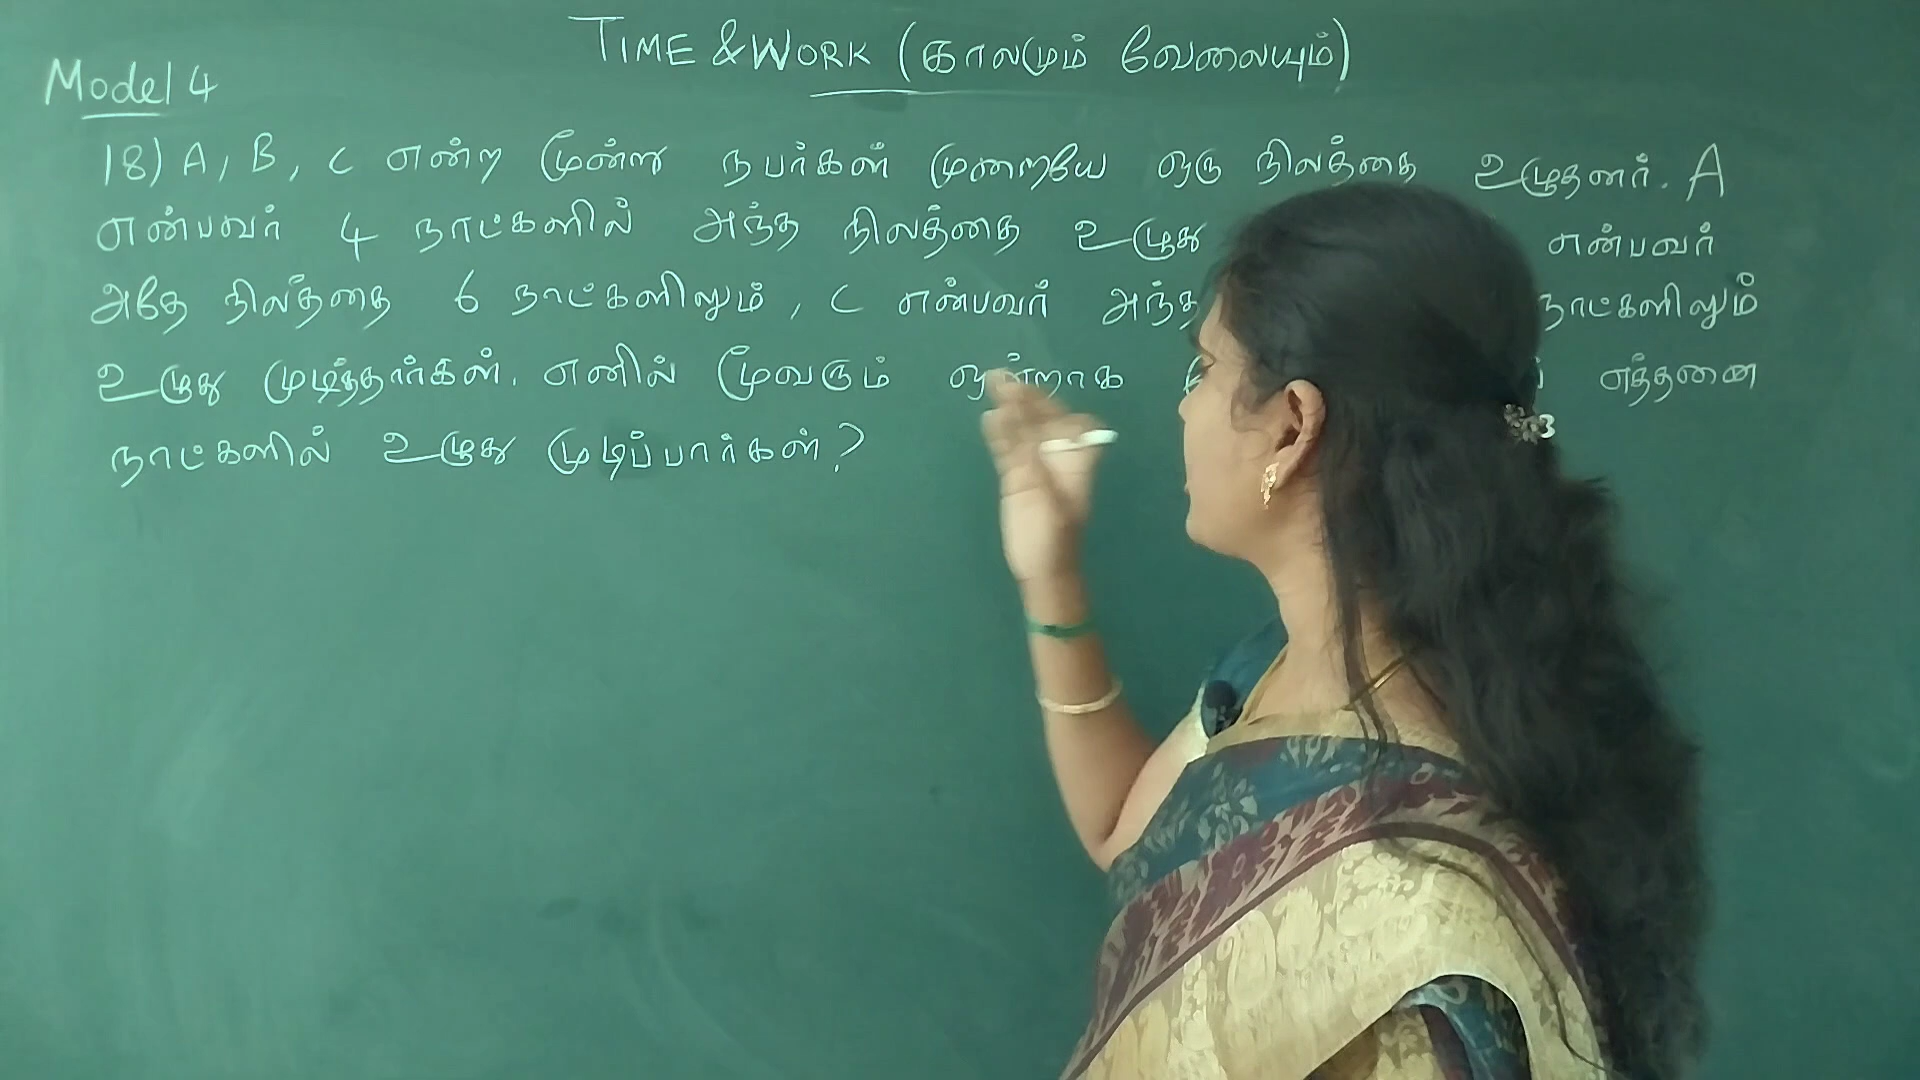 TIME & WORK (காலமும் வேலையும்)
Model 4
18) A, B, C என்ற மூன்று நபர்கள் முறையே ஒரு நிலத்தை உழுதனர். A
என்பவர் 4 நாட்களில் அந்த நிலத்தை உழுது என்பவர்
அதே நிலத்தை 6 நாட்களிலும், C என்பவர் அந்த நாட்களிலும்
உழுது முடித்தார்கள். எனில் மூவரும் ஒன்றாக எத்தணை
நாட்களில் உழுது முடிப்பார்கள்?